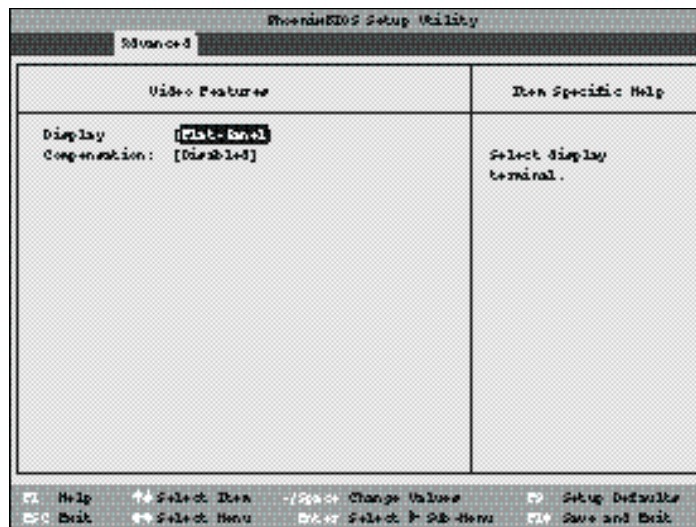 PhoenixBIOS Setup Utility
Advanced
Video Features
Item Specific Help
Display [Flat-Panel]
Compensation: [Disabled]
Select display
terminal.
F1 Help ↑↓ Select Item -/Space Change Values F9 Setup Defaults
ESC Exit ↔ Select Menu Enter Select ▶ Sub-Menu F10 Save and Exit